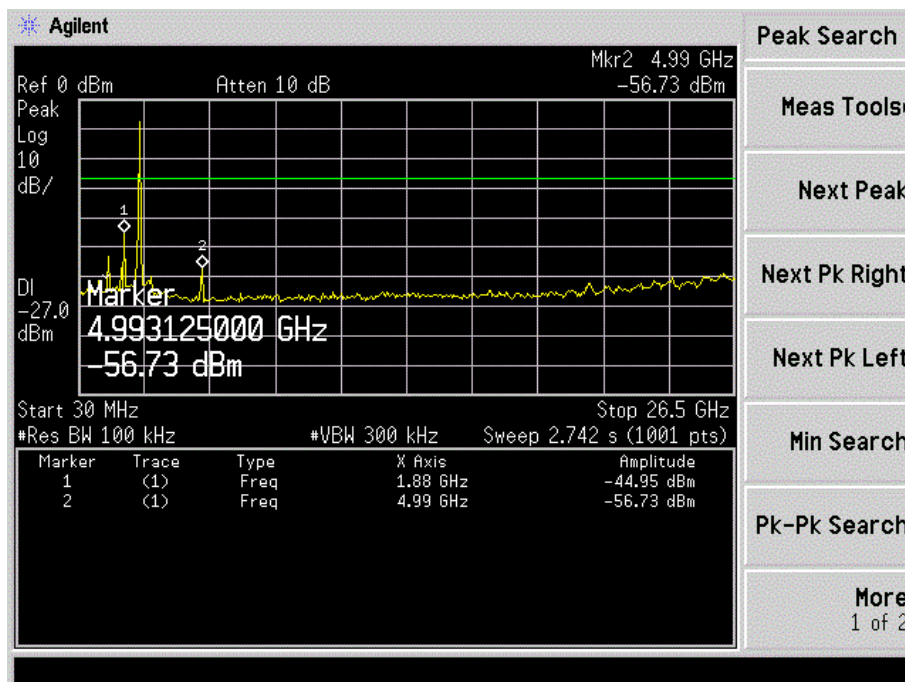 Agilent
Peak Search
Mkr2 4.99 GHz
Ref 0 dBm Atten 10 dB -56.73 dBm
Peak
Log
10
dB/
1
2
DI
-27.0
dBm
Marker
4.993125000 GHz
-56.73 dBm
Start 30 MHz Stop 26.5 GHz
#Res BW 100 kHz #VBW 300 kHz Sweep 2.742 s (1001 pts)
Marker Trace Type X Axis Amplitude
1 (1) Freq 1.88 GHz -44.95 dBm
2 (1) Freq 4.99 GHz -56.73 dBm
Meas Tools
Next Peak
Next Pk Right
Next Pk Left
Min Search
Pk-Pk Search
More
1 of 2